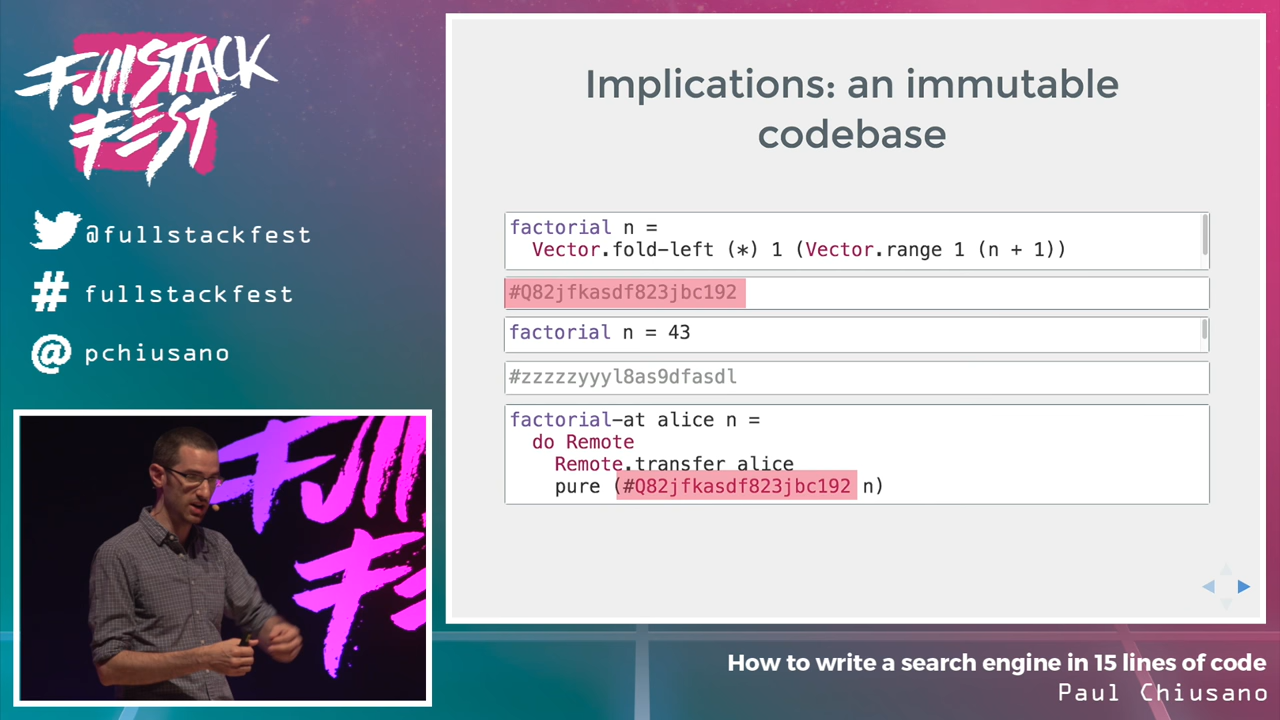 FullSTACK
FEST
@fullstackfest
# fullstackfest
@ pchiusano
Implications: an immutable
codebase
factorial n =
Vector.fold-left (*) 1 (Vector.range 1 (n + 1))
#Q82jfkasdf823jbc192
factorial n = 43
#zzzzzyyyl8as9dfasdl
factorial-at alice n =
do Remote
Remote.transfer alice
pure (#Q82jfkasdf823jbc192 n)
How to write a search engine in 15 lines of code
Paul Chiusano